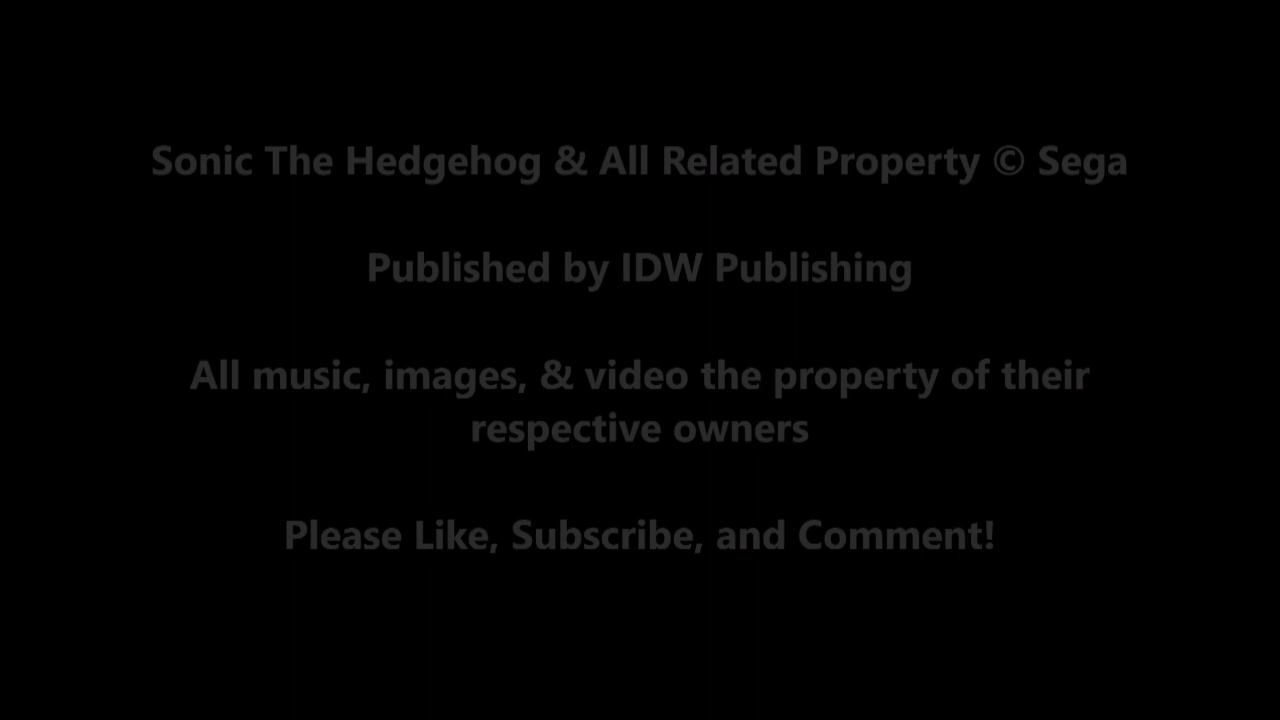 Sonic The Hedgehog & All Related Property © Sega
Published by IDW Publishing
All music, images, & video the property of their
respective owners
Please Like, Subscribe, and Comment!